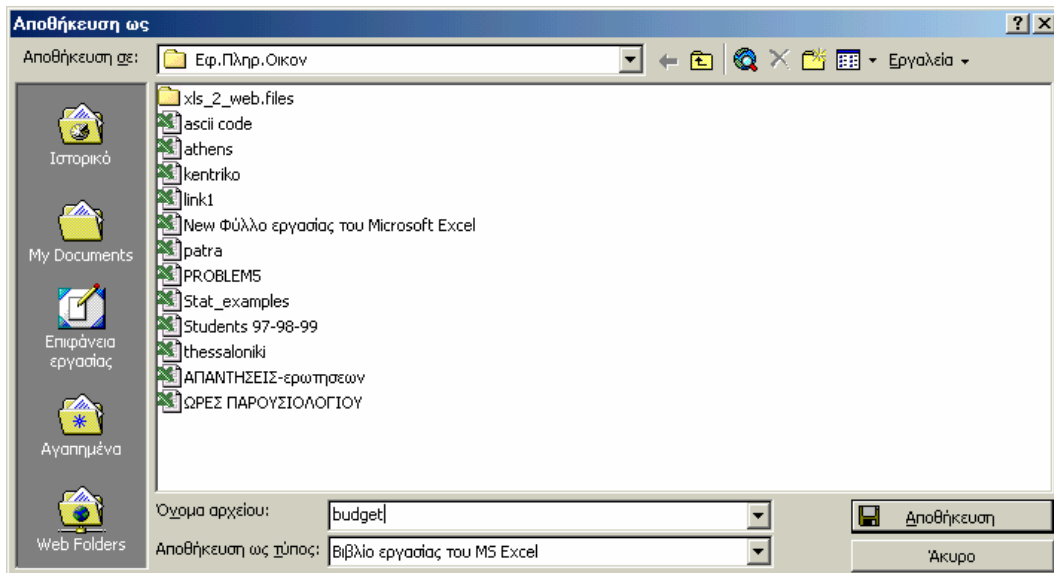 Αποθήκευση ως
Αποθήκευση σε: Εφ.Πληρ.Οικον Εργαλεία
Ιστορικό
My Documents
Επιφάνεια
εργασίας
Αγαπημένα
Web Folders
xls_2_web.files
ascii code
athens
kentriko
link1
New Φύλλο εργασίας του Microsoft Excel
patra
PROBLEM5
Stat_examples
Students 97-98-99
thessaloniki
ΑΠΑΝΤΗΣΕΙΣ-ερωτησεων
ΩΡΕΣ ΠΑΡΟΥΣΙΟΛΟΓΙΟΥ
Όνομα αρχείου: budget Αποθήκευση
Αποθήκευση ως τύπος: Βιβλίο εργασίας του MS Excel Άκυρο